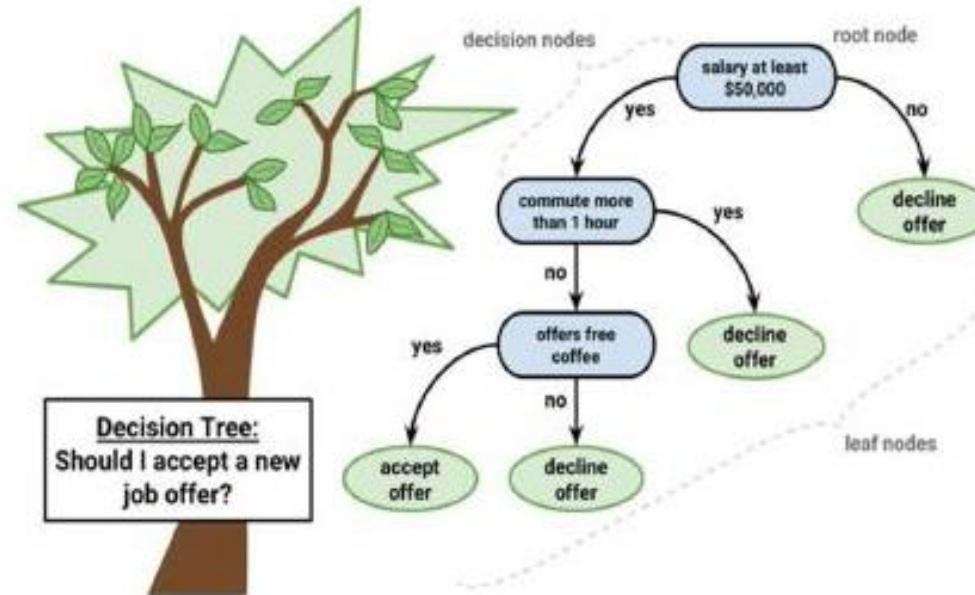 decision nodes
root node
salary at least
$50,000
yes
no
commute more
than 1 hour
yes
decline
offer
no
offers free
coffee
decline
offer
yes
no
Decision Tree:
Should I accept a new
job offer?
accept
offer
decline
offer
leaf nodes